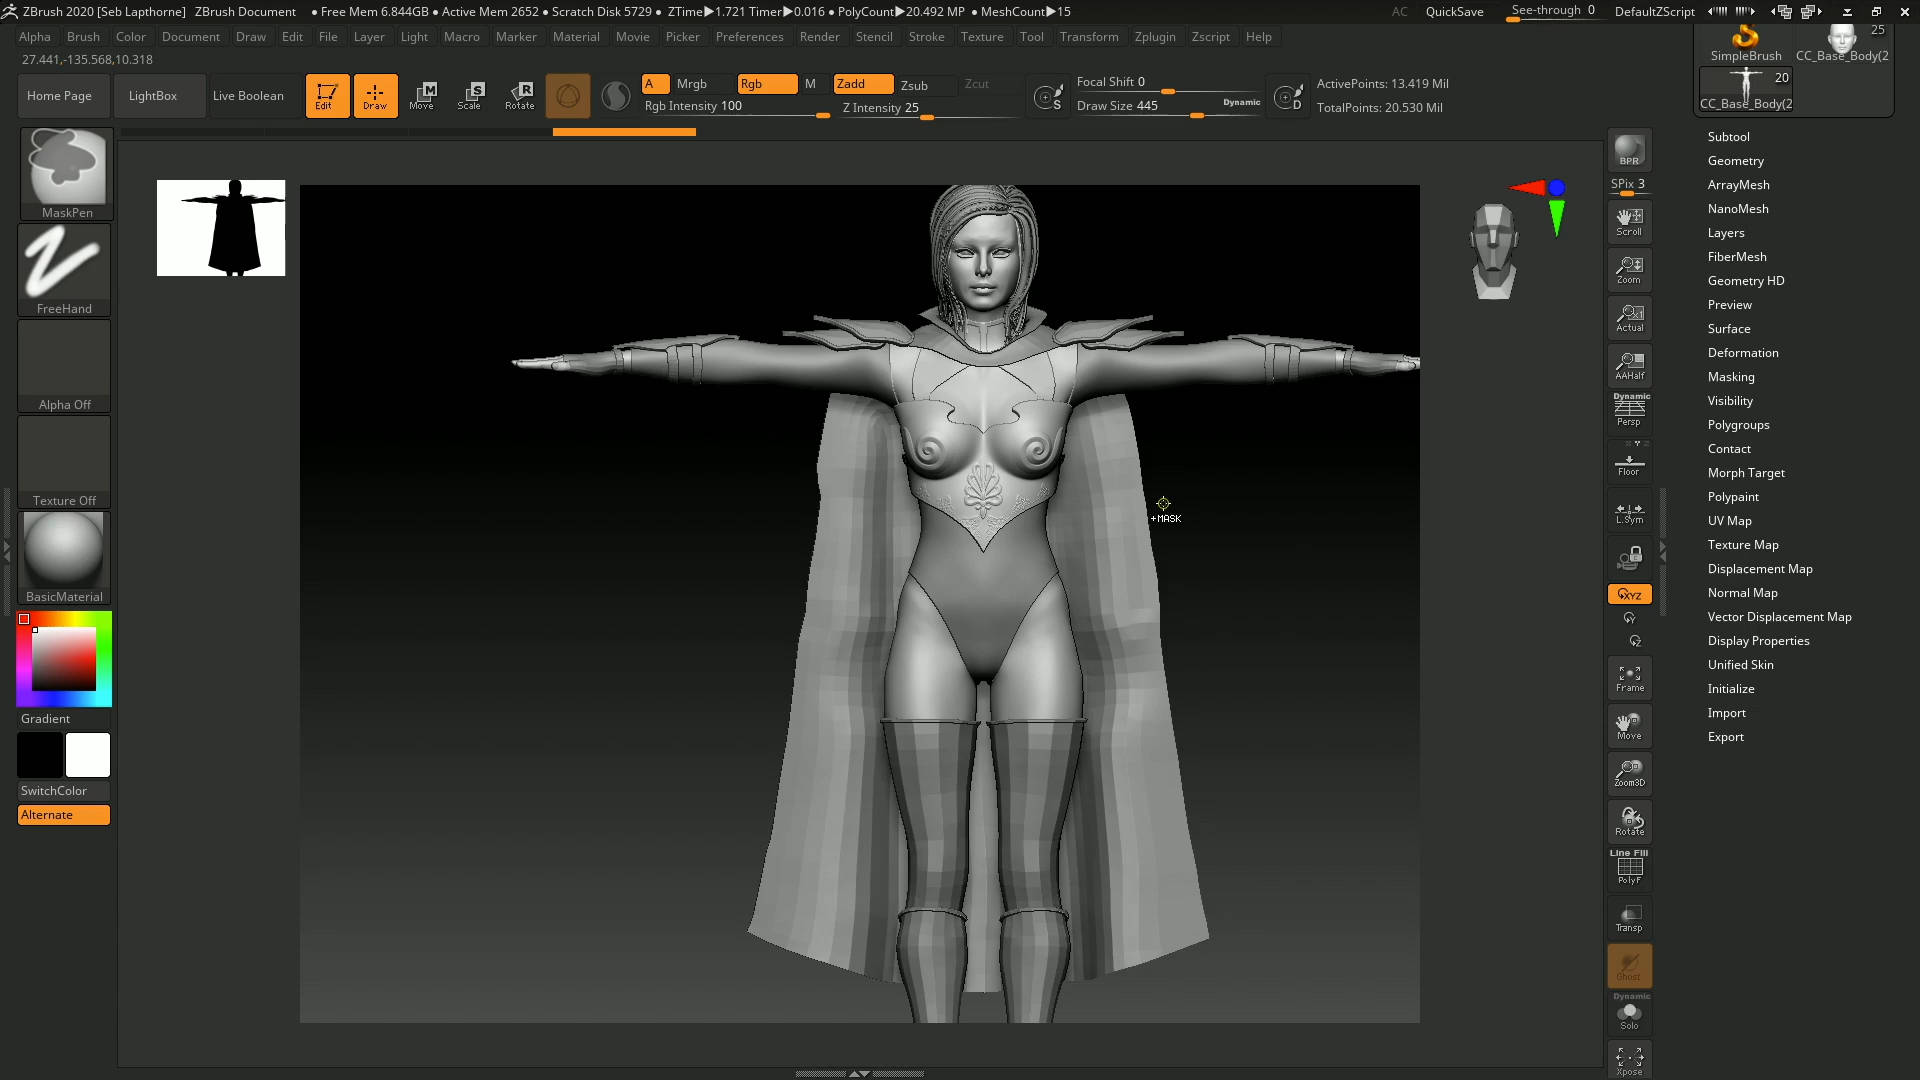 ZBrush 2020 [Seb Lapthorne] ZBrush Document • Free Mem 6.844GB • Active Mem 2652 • Scratch Disk 5729 • ZTime▶1.721 Timer▶0.016 • PolyCount▶20.492 MP • MeshCount▶15 AC QuickSave See-through 0 DefaultZScript
Alpha Brush Color Document Draw Edit File Layer Light Macro Marker Material Movie Picker Preferences Render Stencil Stroke Texture Tool Transform Zplugin Zscript Help
27.441,-135.568,10.318
Home Page LightBox Live Boolean Edit Draw Move Scale Rotate
A Mrgb Rgb M Zadd Zsub Zcut
Rgb Intensity 100 Z Intensity 25
Focal Shift 0
Draw Size 445 Dynamic
ActivePoints: 13.419 Mil
TotalPoints: 20.530 Mil
25
SimpleBrush CC_Base_Body(2
20
CC_Base_Body(2
MaskPen
FreeHand
Alpha Off
Texture Off
BasicMaterial
Gradient
SwitchColor
Alternate
+MASK
BPR
SPix 3
Scroll
Zoom
Actual
AAHalf
Dynamic
Persp
Floor
L.Sym
XYZ
Frame
Move
Zoom3D
Rotate
Line Fill
PolyF
Transp
Ghost
Dynamic
Solo
Xpose
Subtool
Geometry
ArrayMesh
NanoMesh
Layers
FiberMesh
Geometry HD
Preview
Surface
Deformation
Masking
Visibility
Polygroups
Contact
Morph Target
Polypaint
UV Map
Texture Map
Displacement Map
Normal Map
Vector Displacement Map
Display Properties
Unified Skin
Initialize
Import
Export